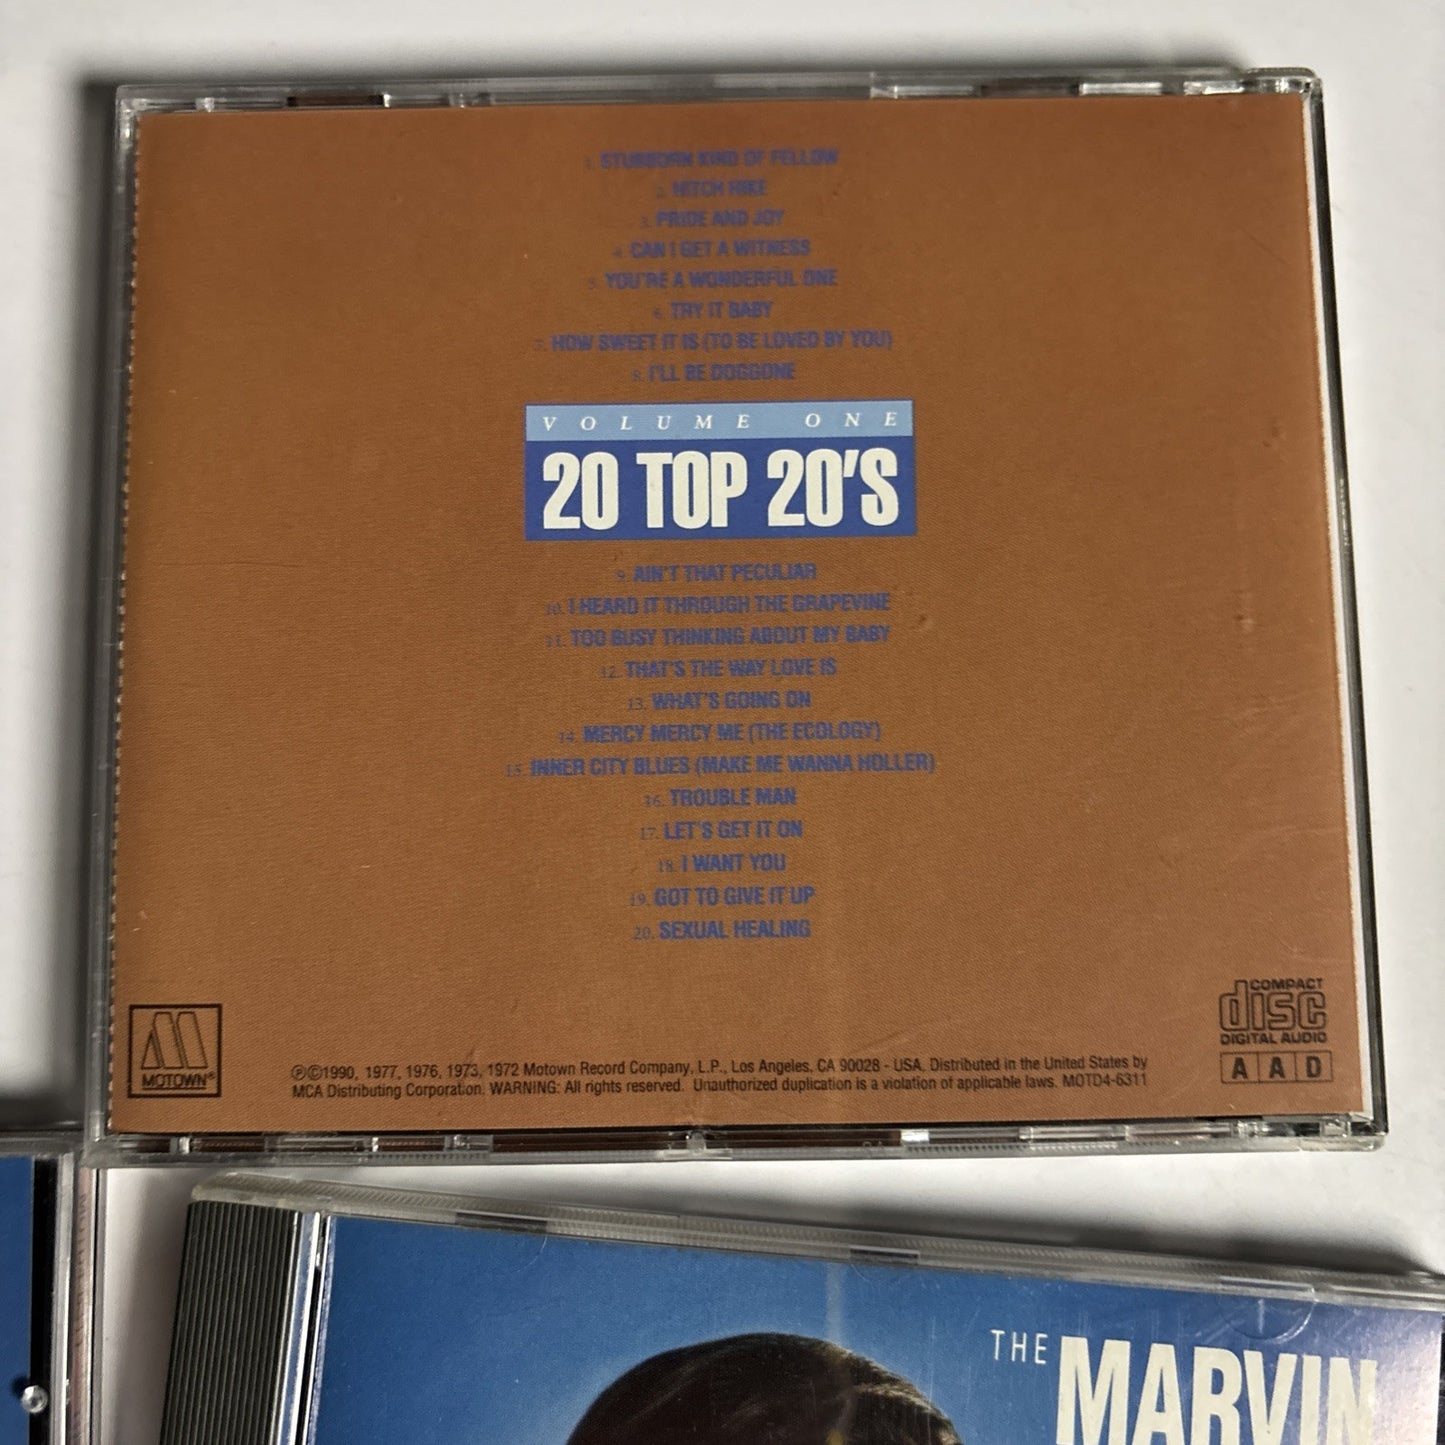 1. STUBBORN KIND OF FELLOW
2. HITCH HIKE
3. PRIDE AND JOY
4. CAN I GET A WITNESS
5. YOU'RE A WONDERFUL ONE
6. TRY IT BABY
7. HOW SWEET IT IS (TO BE LOVED BY YOU)
8. I'LL BE DOGGONE
VOLUME ONE
20 TOP 20'S
9. AIN'T THAT PECULIAR
10. I HEARD IT THROUGH THE GRAPEVINE
11. TOO BUSY THINKING ABOUT MY BABY
12. THAT'S THE WAY LOVE IS
13. WHAT'S GOING ON
14. MERCY MERCY ME (THE ECOLOGY)
15. INNER CITY BLUES (MAKE ME WANNA HOLLER)
16. TROUBLE MAN
17. LET'S GET IT ON
18. I WANT YOU
19. GOT TO GIVE IT UP
20. SEXUAL HEALING
MOTOWN®
℗©1990, 1977, 1976, 1973, 1972 Motown Record Company, L.P., Los Angeles, CA 90028 - USA. Distributed in the United States by
MCA Distributing Corporation. WARNING: All rights reserved. Unauthorized duplication is a violation of applicable laws. MOTD4-6311
COMPACT
disc
DIGITAL AUDIO
A A D
THE MARVIN